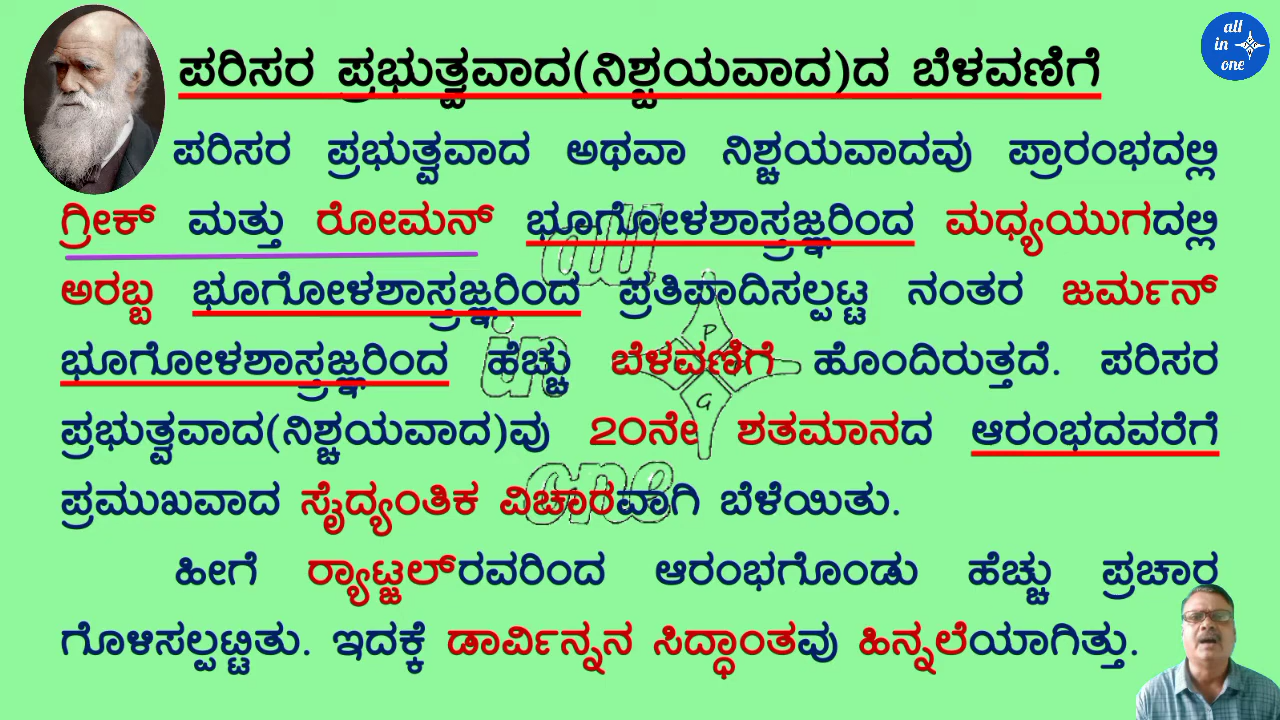 ಪರಿಸರ ಪ್ರಭುತ್ವವಾದ(ನಿಶ್ಚಯವಾದ)ದ ಬೆಳವಣಿಗೆ
all
in
one
ಪರಿಸರ ಪ್ರಭುತ್ವವಾದ ಅಥವಾ ನಿಶ್ಚಯವಾದವು ಪ್ರಾರಂಭದಲ್ಲಿ
ಗ್ರೀಕ್ ಮತ್ತು ರೋಮನ್ ಭೂಗೋಳಶಾಸ್ತ್ರಜ್ಞರಿಂದ ಮಧ್ಯಯುಗದಲ್ಲಿ
ಅರಬ್ಬ ಭೂಗೋಳಶಾಸ್ತ್ರಜ್ಞರಿಂದ ಪ್ರತಿಪಾದಿಸಲ್ಪಟ್ಟ ನಂತರ ಜರ್ಮನ್
ಭೂಗೋಳಶಾಸ್ತ್ರಜ್ಞರಿಂದ ಹೆಚ್ಚು ಬೆಳವಣಿಗೆ ಹೊಂದಿರುತ್ತದೆ. ಪರಿಸರ
ಪ್ರಭುತ್ವವಾದ(ನಿಶ್ಚಯವಾದ)ವು 20ನೇ ಶತಮಾನದ ಆರಂಭದವರೆಗೆ
ಪ್ರಮುಖವಾದ ಸೈದ್ಯಂತಿಕ ವಿಚಾರವಾಗಿ ಬೆಳೆಯಿತು.
ಹೀಗೆ ರ‍್ಯಾಟ್ಜಲ್‌ರವರಿಂದ ಆರಂಭಗೊಂಡು ಹೆಚ್ಚು ಪ್ರಚಾರ
ಗೊಳಿಸಲ್ಪಟ್ಟಿತು. ಇದಕ್ಕೆ ಡಾರ್ವಿನ್ನನ ಸಿದ್ಧಾಂತವು ಹಿನ್ನಲೆಯಾಗಿತ್ತು.
all
in
one
P
G